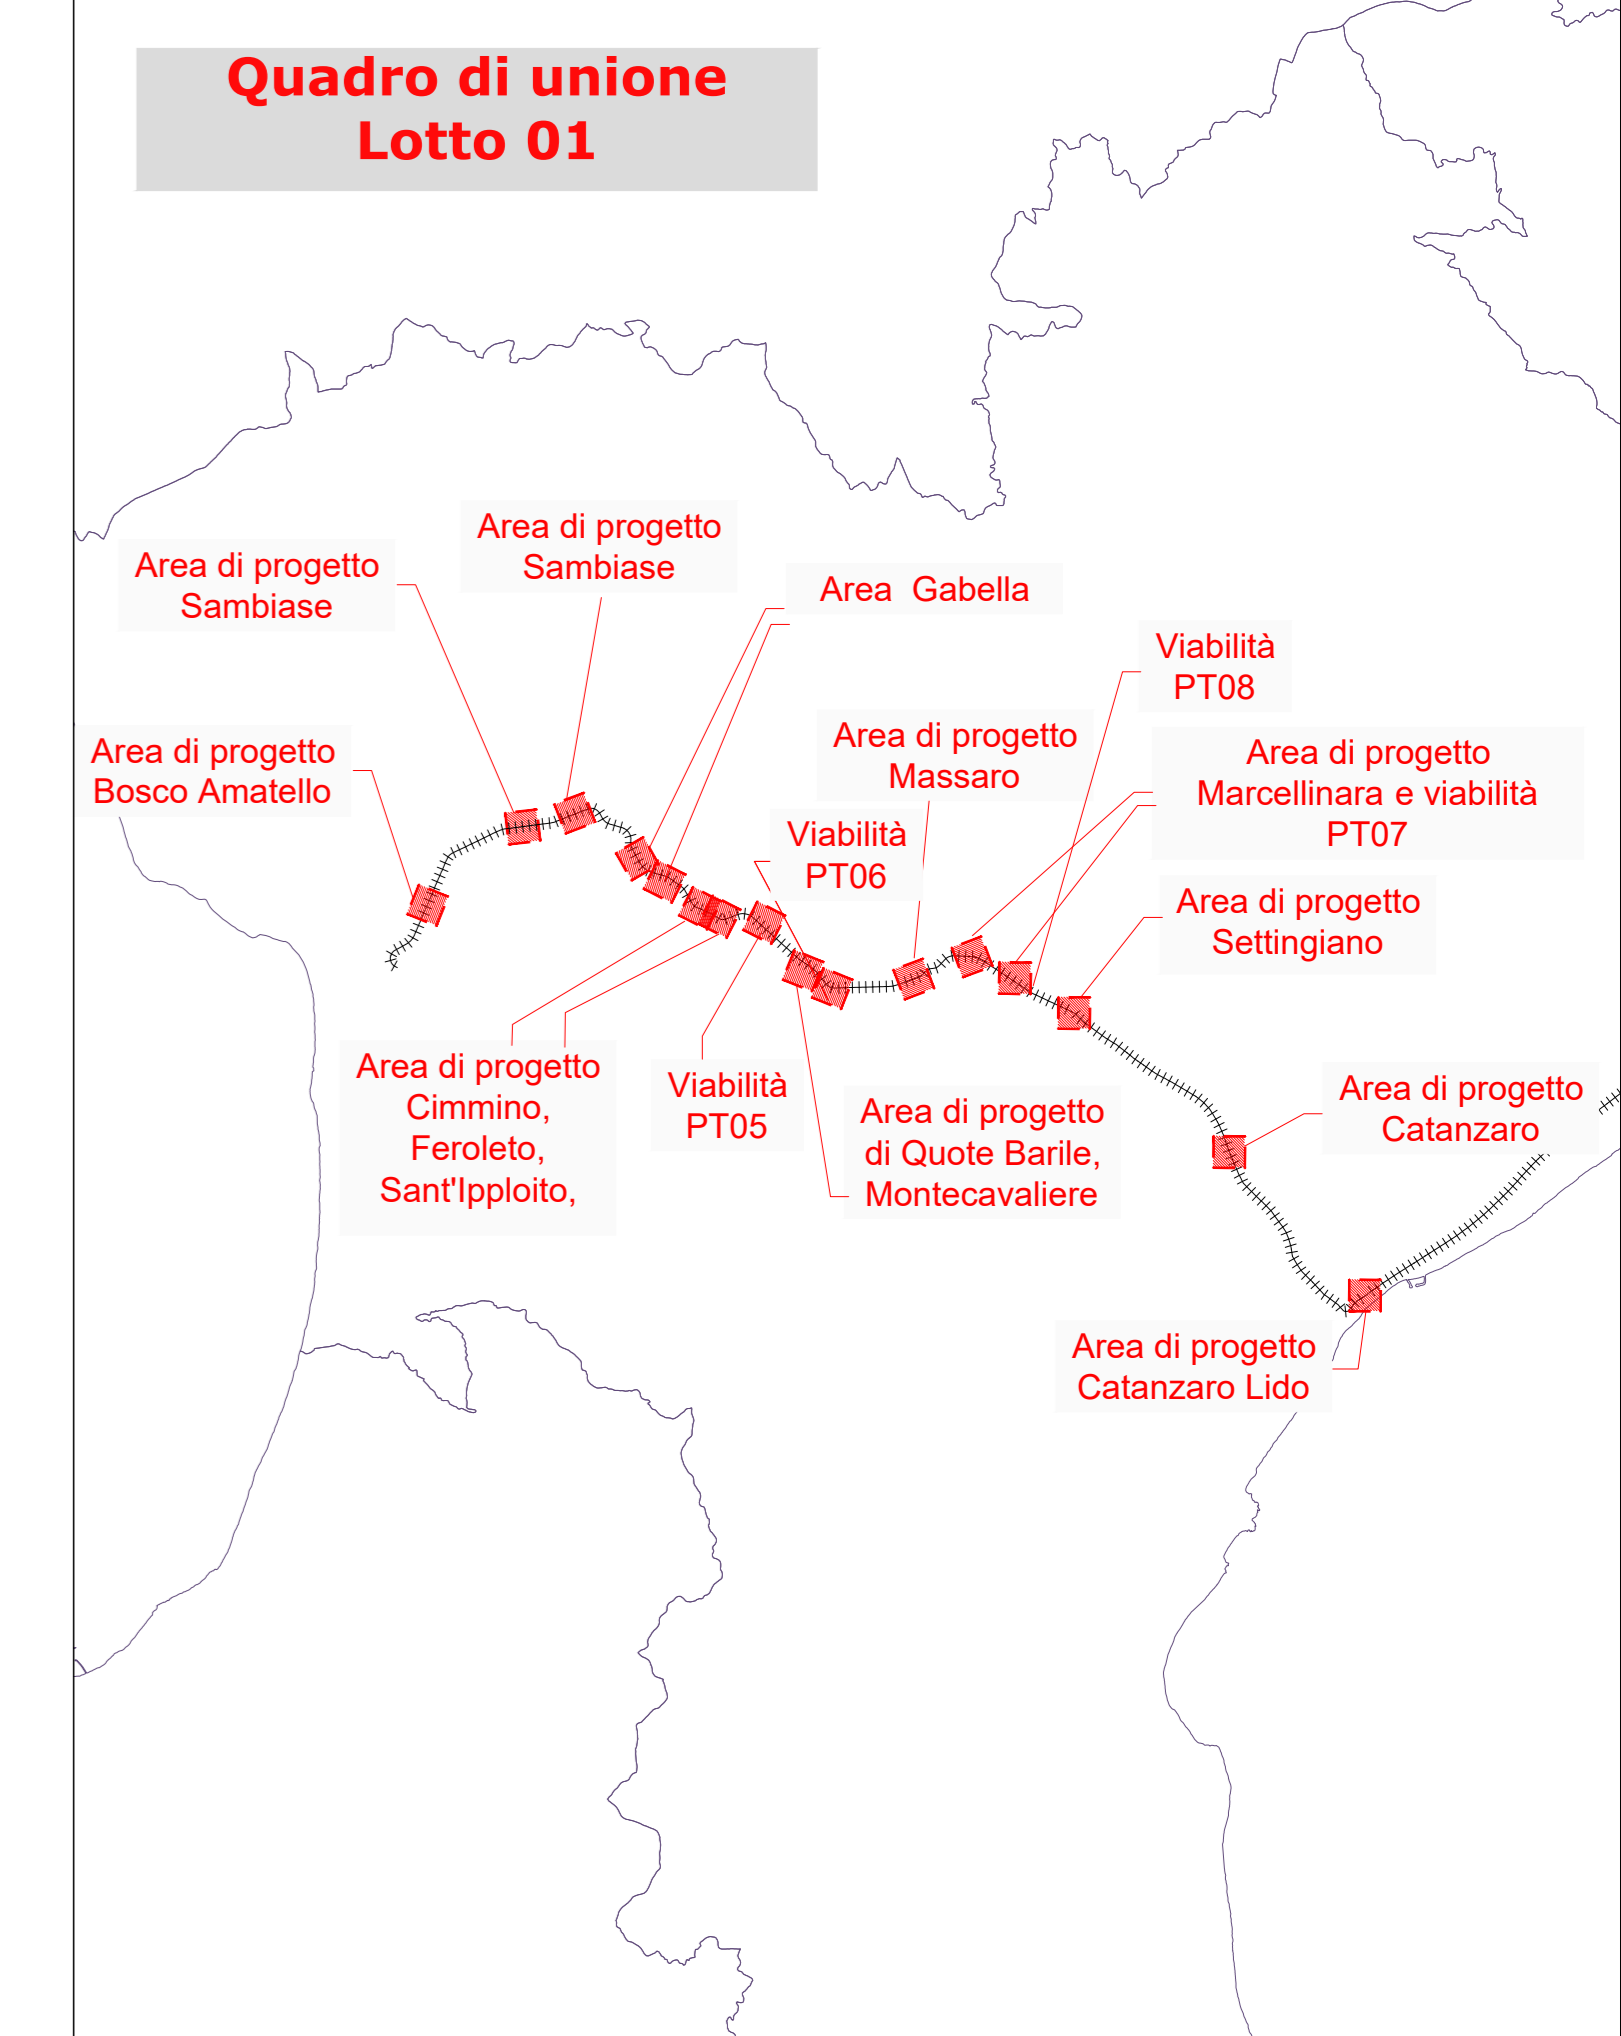 Quadro di unione
Lotto 01
Area di progetto
Sambiase
Area di progetto
Sambiase
Area  Gabella
Viabilità
PT08
Area di progetto
Bosco Amatello
Area di progetto
Massaro
Area di progetto
Marcellinara e viabilità
PT07
Viabilità
PT06
Area di progetto
Settingiano
Area di progetto
Cimmino,
Feroleto,
Sant'Ipploito,
Viabilità
PT05
Area di progetto
di Quote Barile,
Montecavaliere
Area di progetto
Catanzaro
Area di progetto
Catanzaro Lido